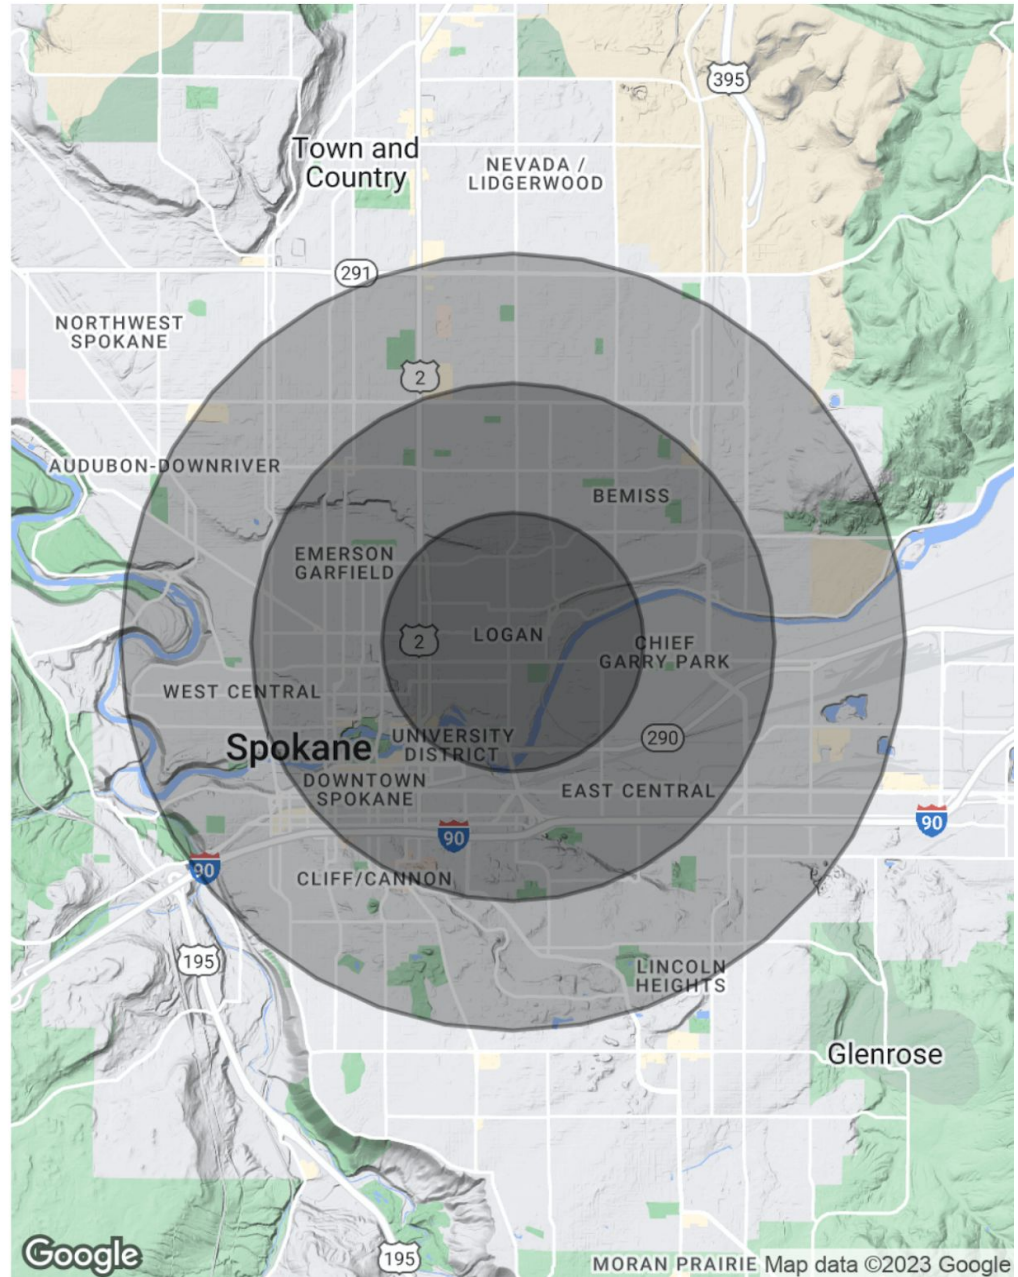 395
Town and
Country
NEVADA /
LIDGERWOOD
291
NORTHWEST
SPOKANE
2
AUDUBON-DOWNRIVER
BEMISS
EMERSON
GARFIELD
2
LOGAN
CHIEF
GARRY PARK
WEST CENTRAL
Spokane
UNIVERSITY
DISTRICT
290
DOWNTOWN
SPOKANE
EAST CENTRAL
90
90
90
CLIFF/CANNON
195
LINCOLN
HEIGHTS
Glenrose
Google
195
MORAN PRAIRIE
Map data ©2023 Google